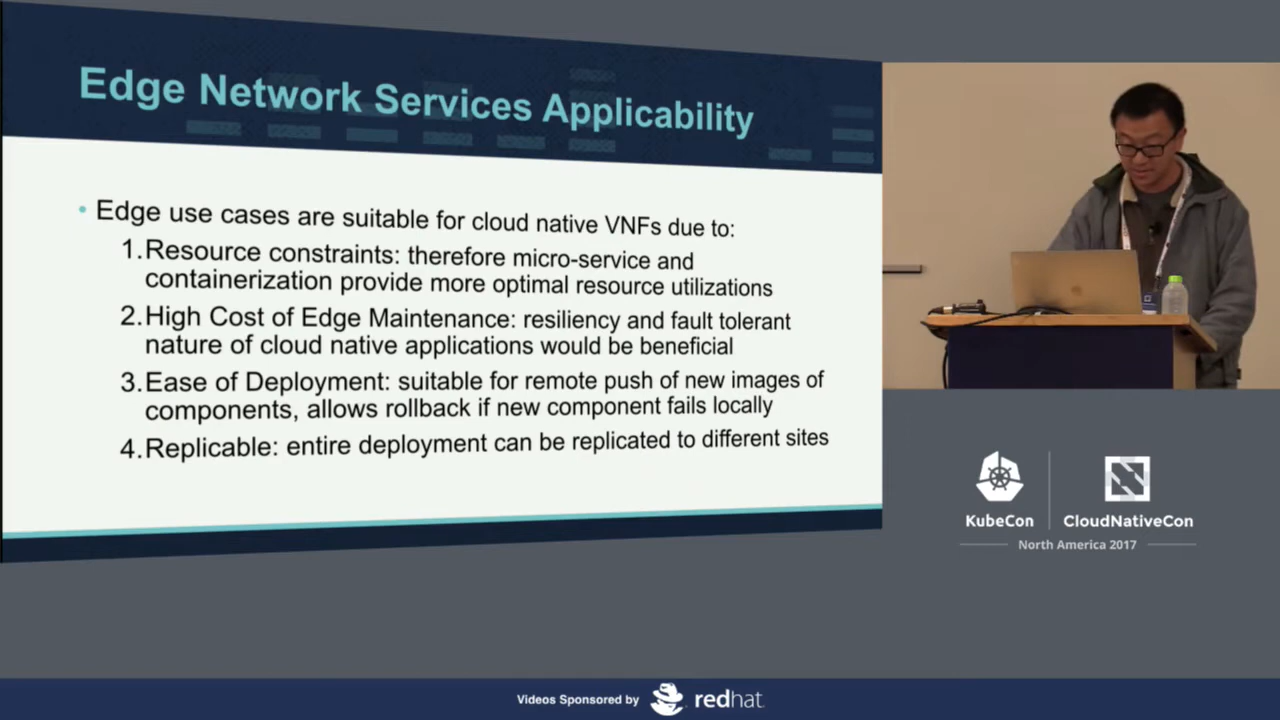 Edge Network Services Applicability
• Edge use cases are suitable for cloud native VNFs due to:
1. Resource constraints: therefore micro-service and
containerization provide more optimal resource utilizations
2. High Cost of Edge Maintenance: resiliency and fault tolerant
nature of cloud native applications would be beneficial
3. Ease of Deployment: suitable for remote push of new images of
components, allows rollback if new component fails locally
4. Replicable: entire deployment can be replicated to different sites
KubeCon
CloudNativeCon
North America 2017
Videos Sponsored by redhat